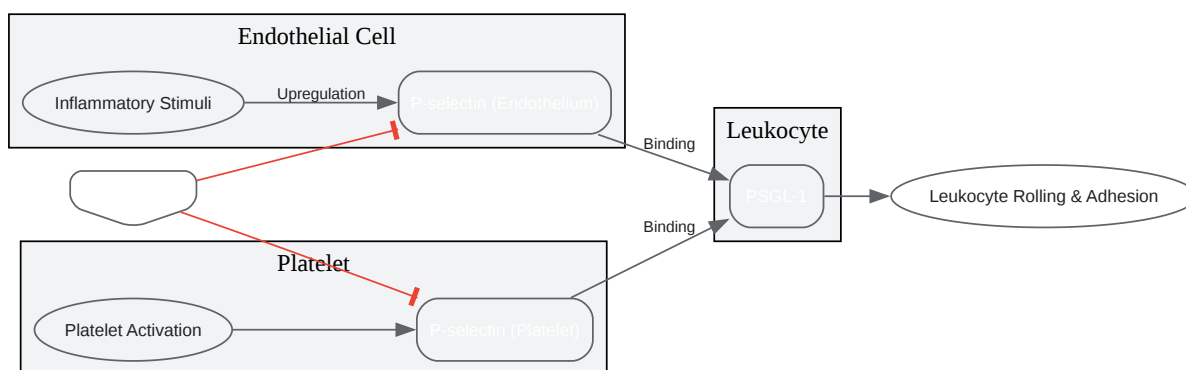 Endothelial Cell
Inflammatory Stimuli
Upregulation
P-selectin (Endothelium)
Binding
Leukocyte
PSGL-1
Leukocyte Rolling & Adhesion
Binding
Platelet
Platelet Activation
P-selectin (Platelet)